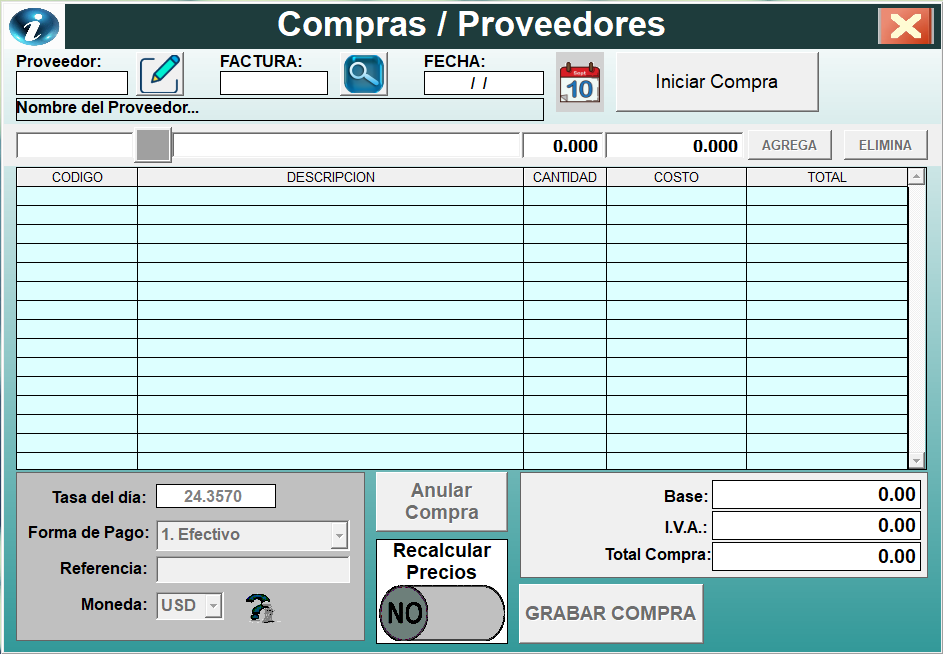 Compras / Proveedores
Proveedor: FACTURA: FECHA:
/ /
Sept
10
Iniciar Compra
Nombre del Proveedor...
0.000 0.000 AGREGA ELIMINA
CODIGO DESCRIPCION CANTIDAD COSTO TOTAL
Tasa del día: 24.3570
Forma de Pago: 1. Efectivo
Referencia:
Moneda: USD
Anular
Compra
Recalcular
Precios
NO
Base: 0.00
I.V.A.: 0.00
Total Compra: 0.00
GRABAR COMPRA